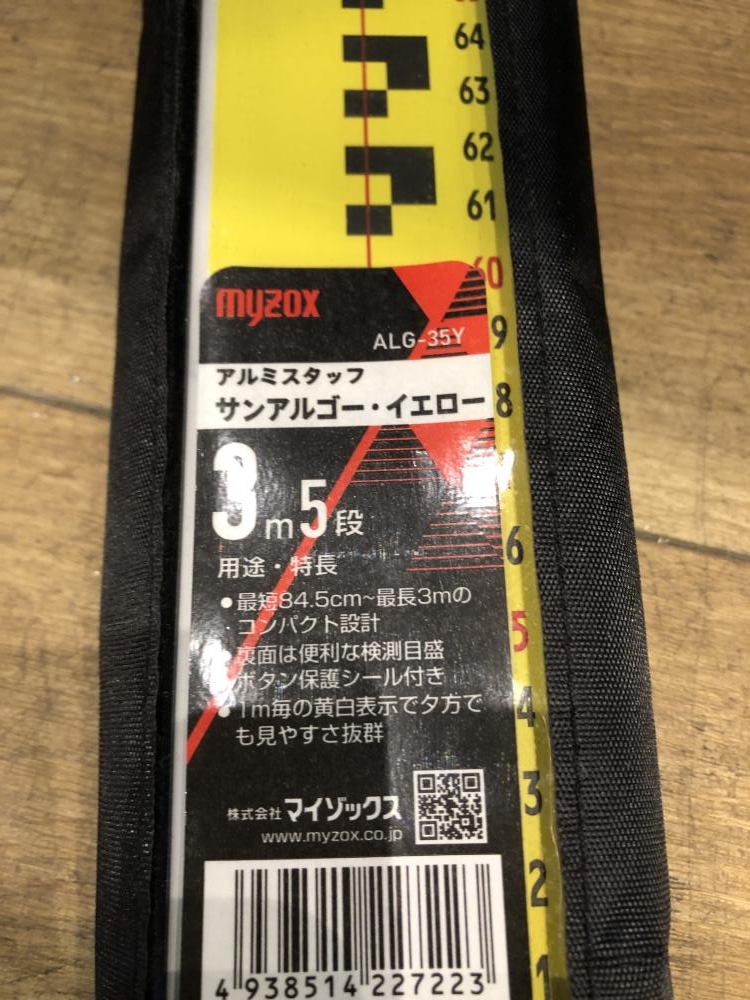 64
63
62
61
60
myzox
ALG-35Y
9
アルミスタッフ
サンアルゴー・イエロー
8
3m5段
6
用途・特長
●最短84.5cm~最長3mの
コンパクト設計
5
●裏面は便利な検測目盛
ボタン保護シール付き
●1m毎の黄白表示で夕方で
も見やすさ抜群
4
3
株式会社マイゾックス
www.myzox.co.jp
2
1
4 938514 227223